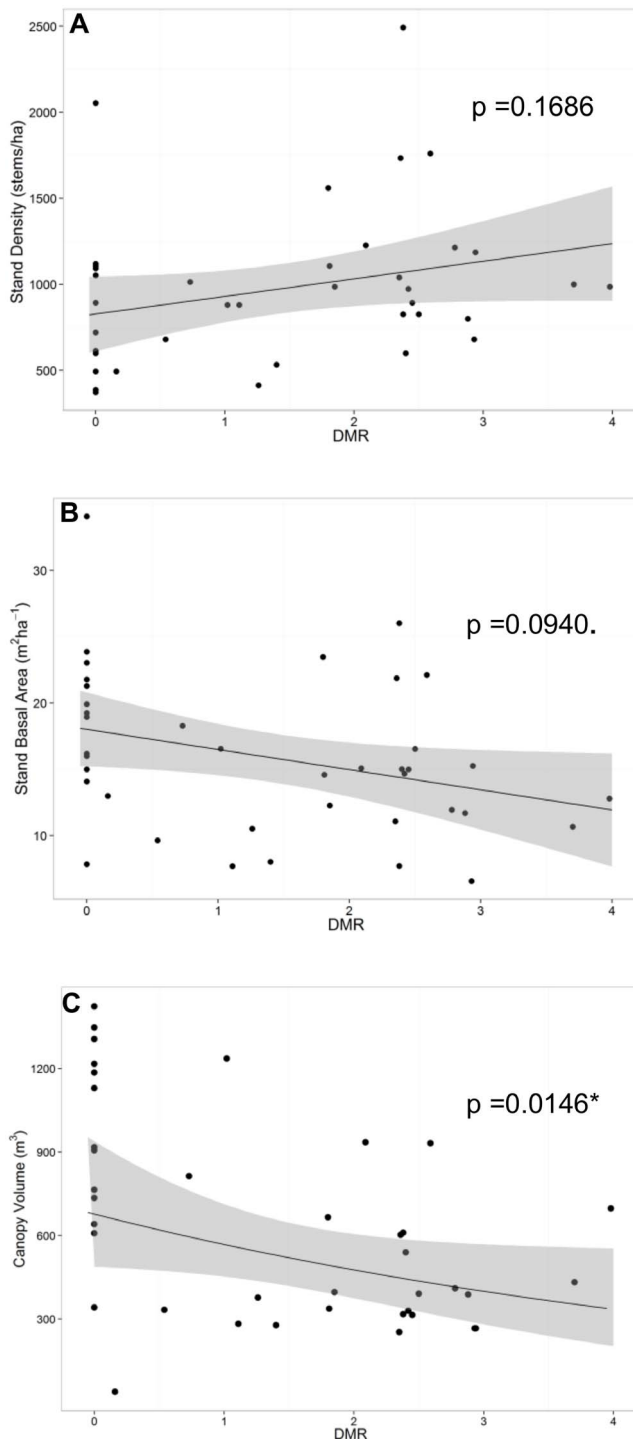 A
2500
2000
1500
1000
500
Stand Density (stems/ha)
p =0.1686
0 1 2 3 4
DMR
B
30
20
10
Stand Basal Area (m²ha⁻¹)
p =0.0940.
0 1 2 3 4
DMR
C
1200
900
600
300
Canopy Volume (m³)
p =0.0146*
0 1 2 3 4
DMR